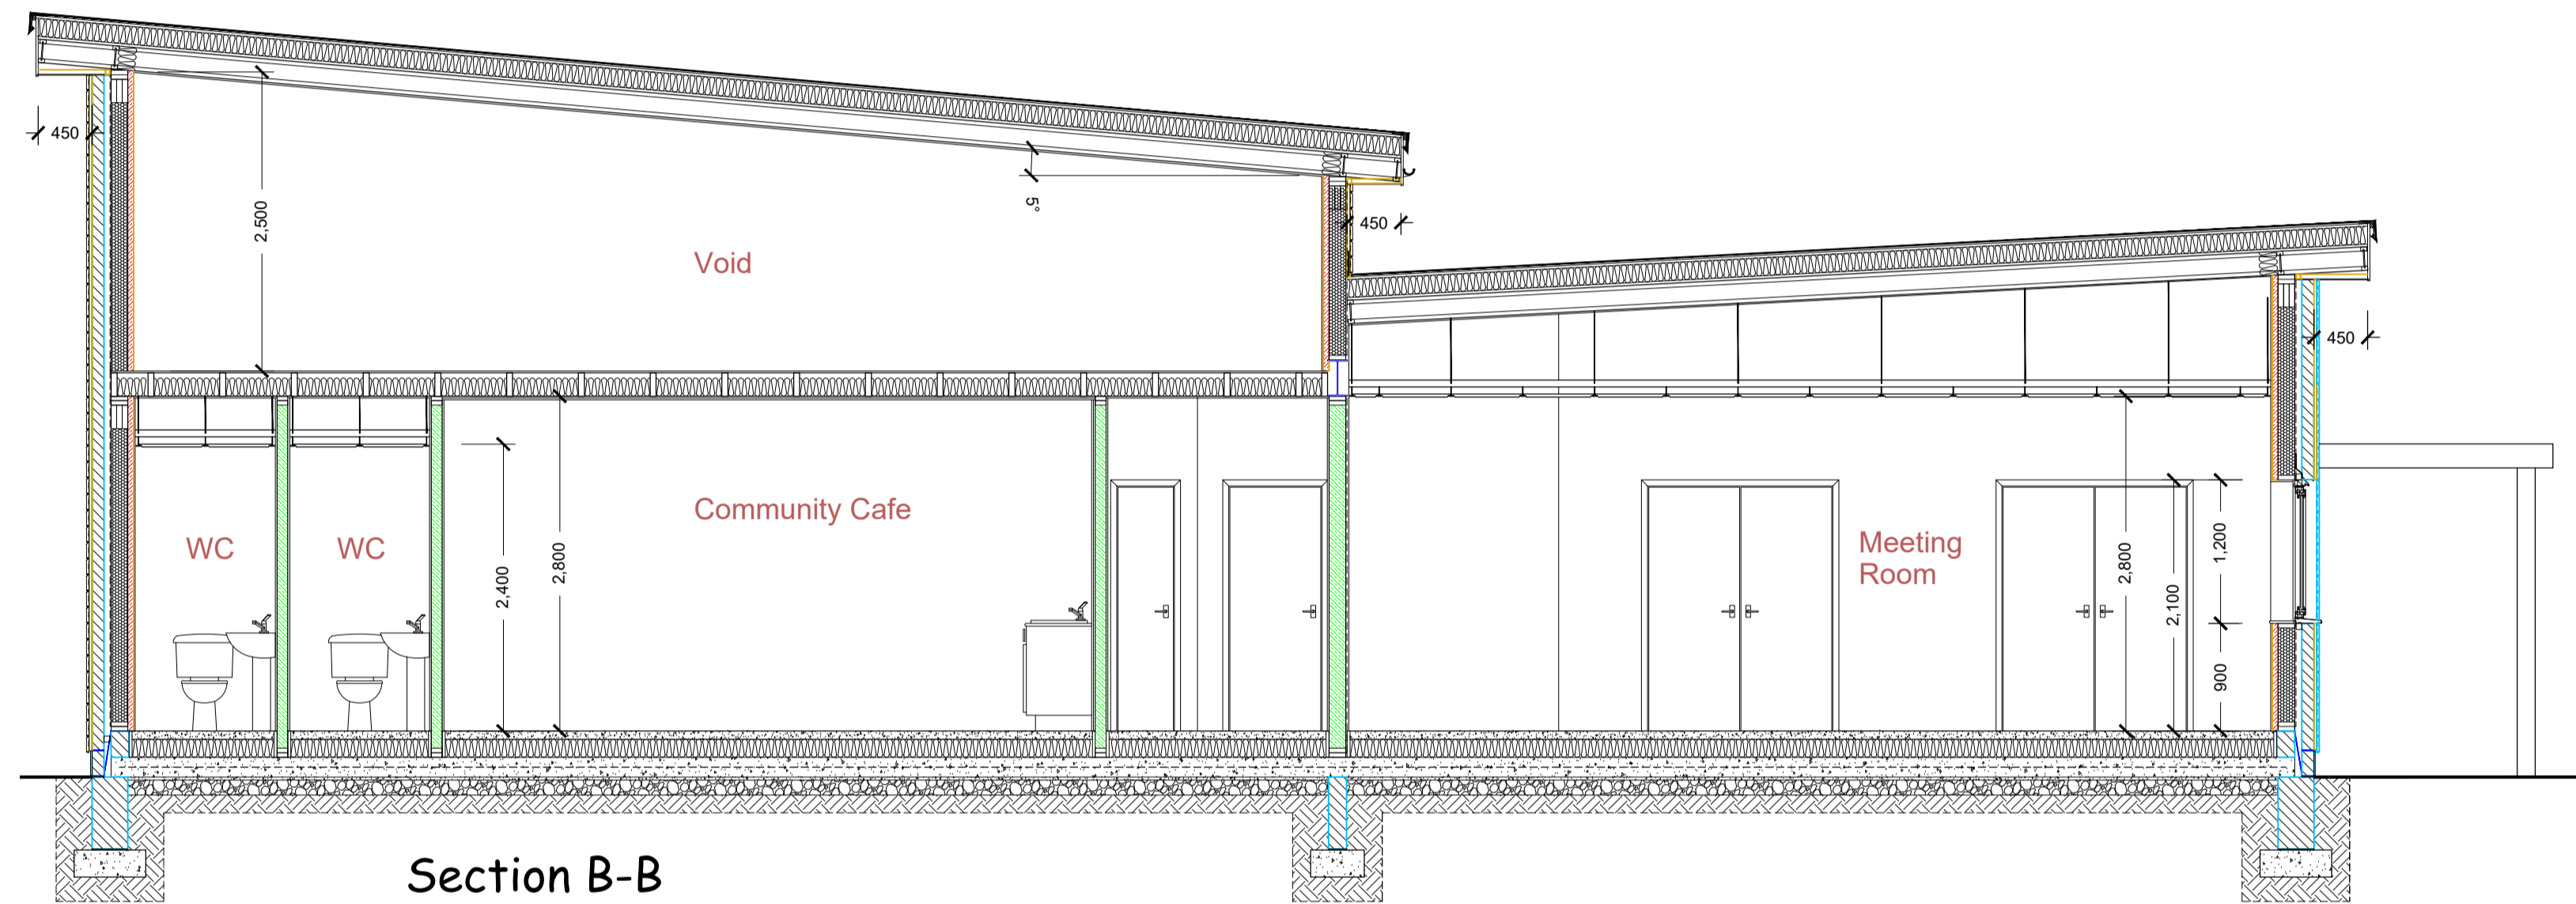 450
2,500
5°
Void
450
450
WC
WC
2,400
2,800
Community Cafe
Meeting
Room
2,800
2,100
1,200
900
Section B-B